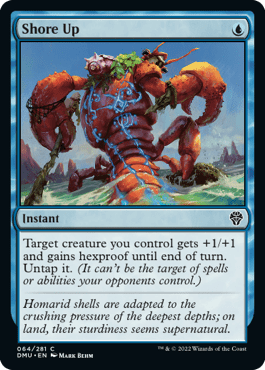 Shore Up
Instant
Target creature you control gets +1/+1
and gains hexproof until end of turn.
Untap it. (It can't be the target of spells
or abilities your opponents control.)
Homarid shells are adapted to the
crushing pressure of the deepest depths; on
land, their sturdiness seems supernatural.
064/281 C
DMU • EN MARK BEHM
™ & © 2022 Wizards of the Coast